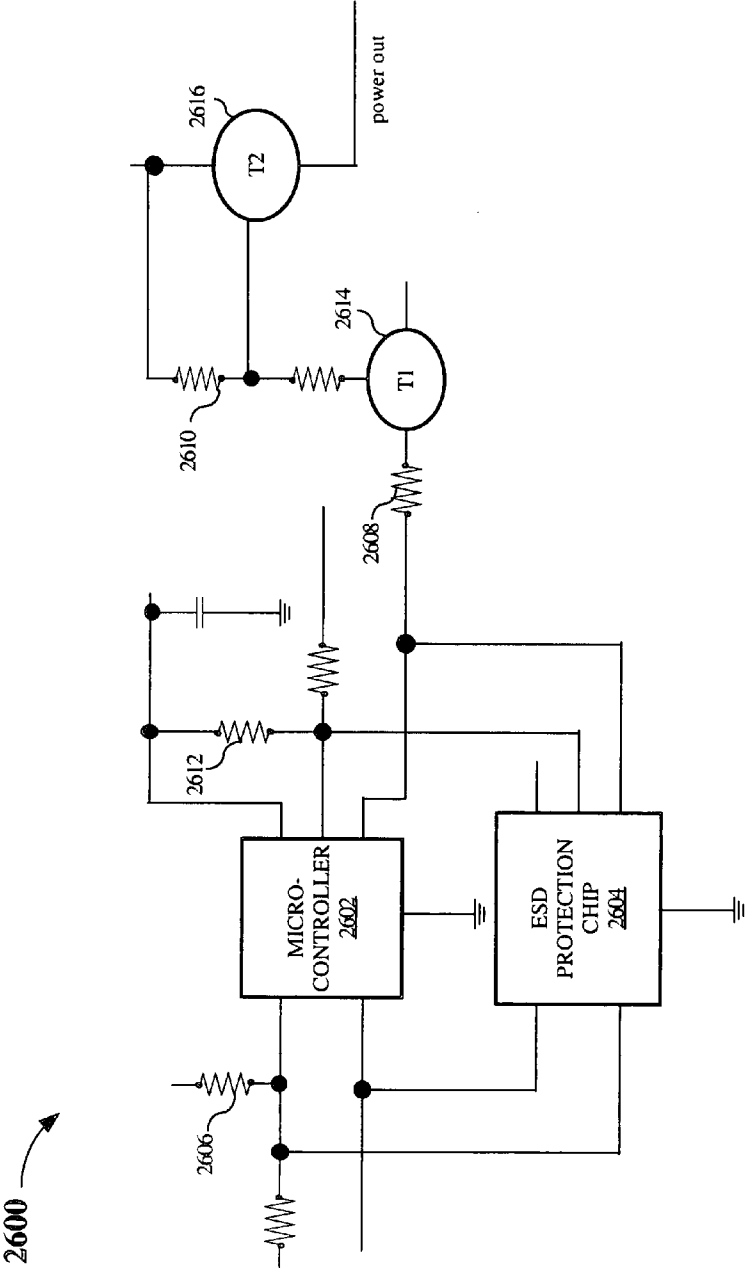 2600
2606
MICRO-
CONTROLLER
2602
ESD
PROTECTION
CHIP
2604
2612
2608
2610
T1
2614
T2
2616
power out